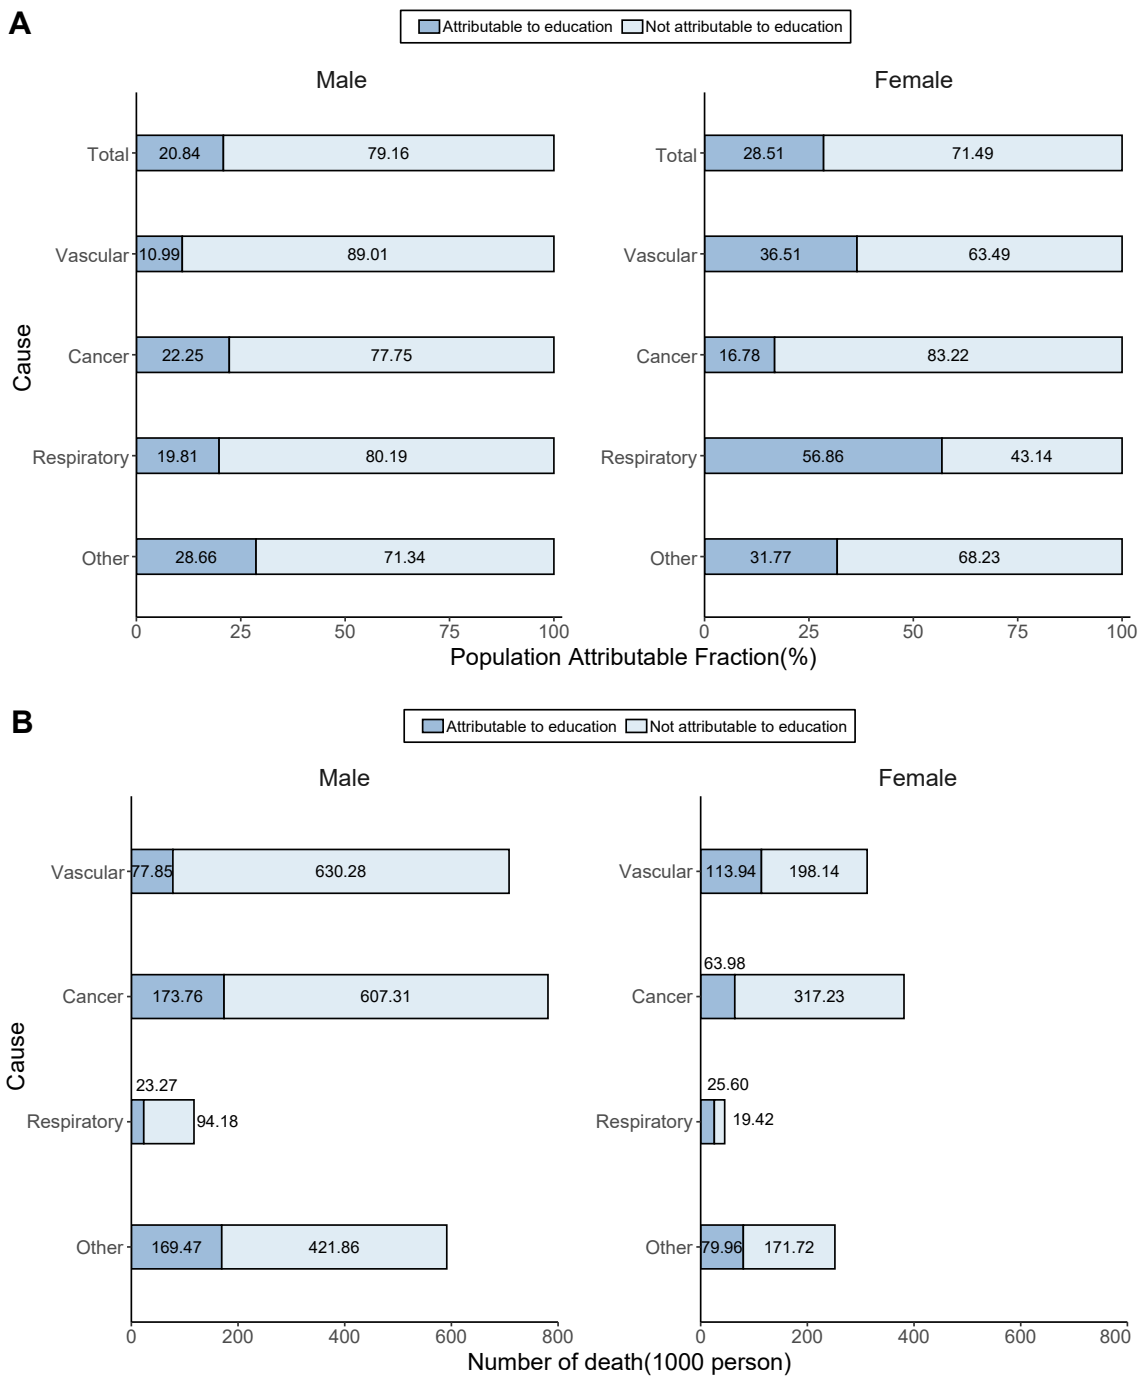 A
Attributable to education Not attributable to education
Male Female
Total 20.84 79.16 Total 28.51 71.49
Vascular 10.99 89.01 Vascular 36.51 63.49
Cancer 22.25 77.75 Cancer 16.78 83.22
Respiratory 19.81 80.19 Respiratory 56.86 43.14
Other 28.66 71.34 Other 31.77 68.23
Cause
0 25 50 75 100 0 25 50 75 100
Population Attributable Fraction(%)
B
Attributable to education Not attributable to education
Male Female
Vascular 77.85 630.28 Vascular 113.94 198.14
63.98
Cancer 173.76 607.31 Cancer 317.23
23.27 25.60
Respiratory 94.18 Respiratory 19.42
Other 169.47 421.86 Other 79.96 171.72
Cause
0 200 400 600 800 0 200 400 600 800
Number of death(1000 person)